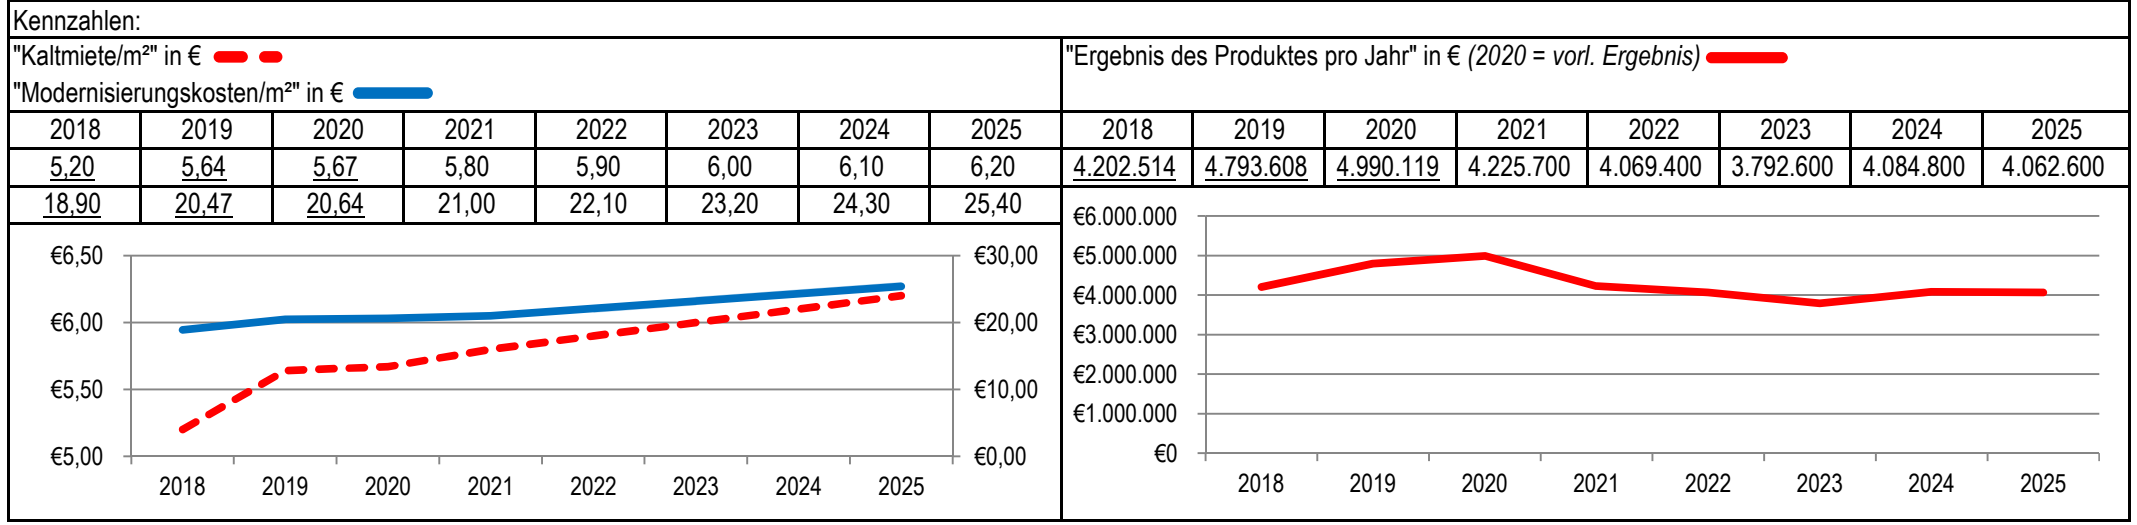 Kennzahlen:
"Kaltmiete/m²" in €
"Modernisierungskosten/m²" in €
2018 2019 2020 2021 2022 2023 2024 2025
5,20 5,64 5,67 5,80 5,90 6,00 6,10 6,20
18,90 20,47 20,64 21,00 22,10 23,20 24,30 25,40
€6,50 €30,00
€6,00 €20,00
€5,50 €10,00
€5,00 €0,00
2018 2019 2020 2021 2022 2023 2024 2025
"Ergebnis des Produktes pro Jahr" in € (2020 = vorl. Ergebnis)
2018 2019 2020 2021 2022 2023 2024 2025
4.202.514 4.793.608 4.990.119 4.225.700 4.069.400 3.792.600 4.084.800 4.062.600
€6.000.000
€5.000.000
€4.000.000
€3.000.000
€2.000.000
€1.000.000
€0
2018 2019 2020 2021 2022 2023 2024 2025